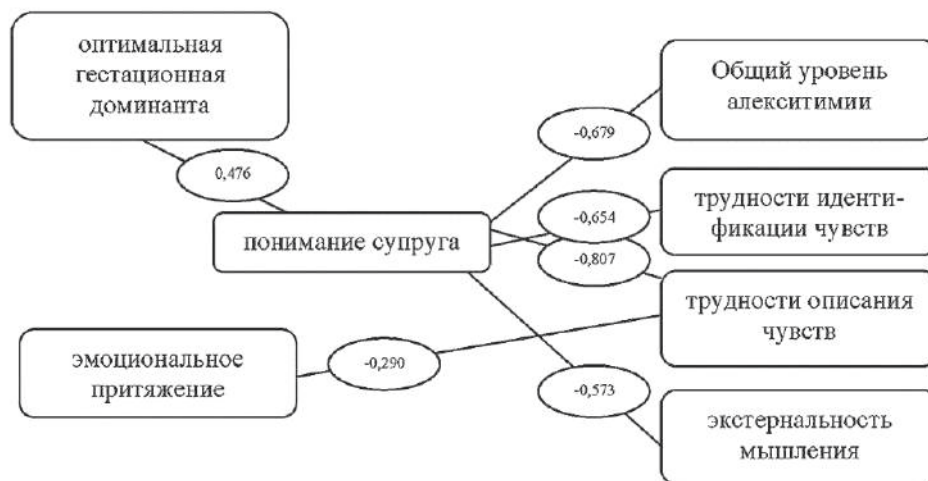 оптимальная
гестационная
доминанта
0,476
понимание супруга
эмоциональное
притяжение
-0,290
-0,679
-0,654
-0,807
-0,573
Общий уровень
алекситимии
трудности иденти-
фикации чувств
трудности описания
чувств
экстернальность
мышления